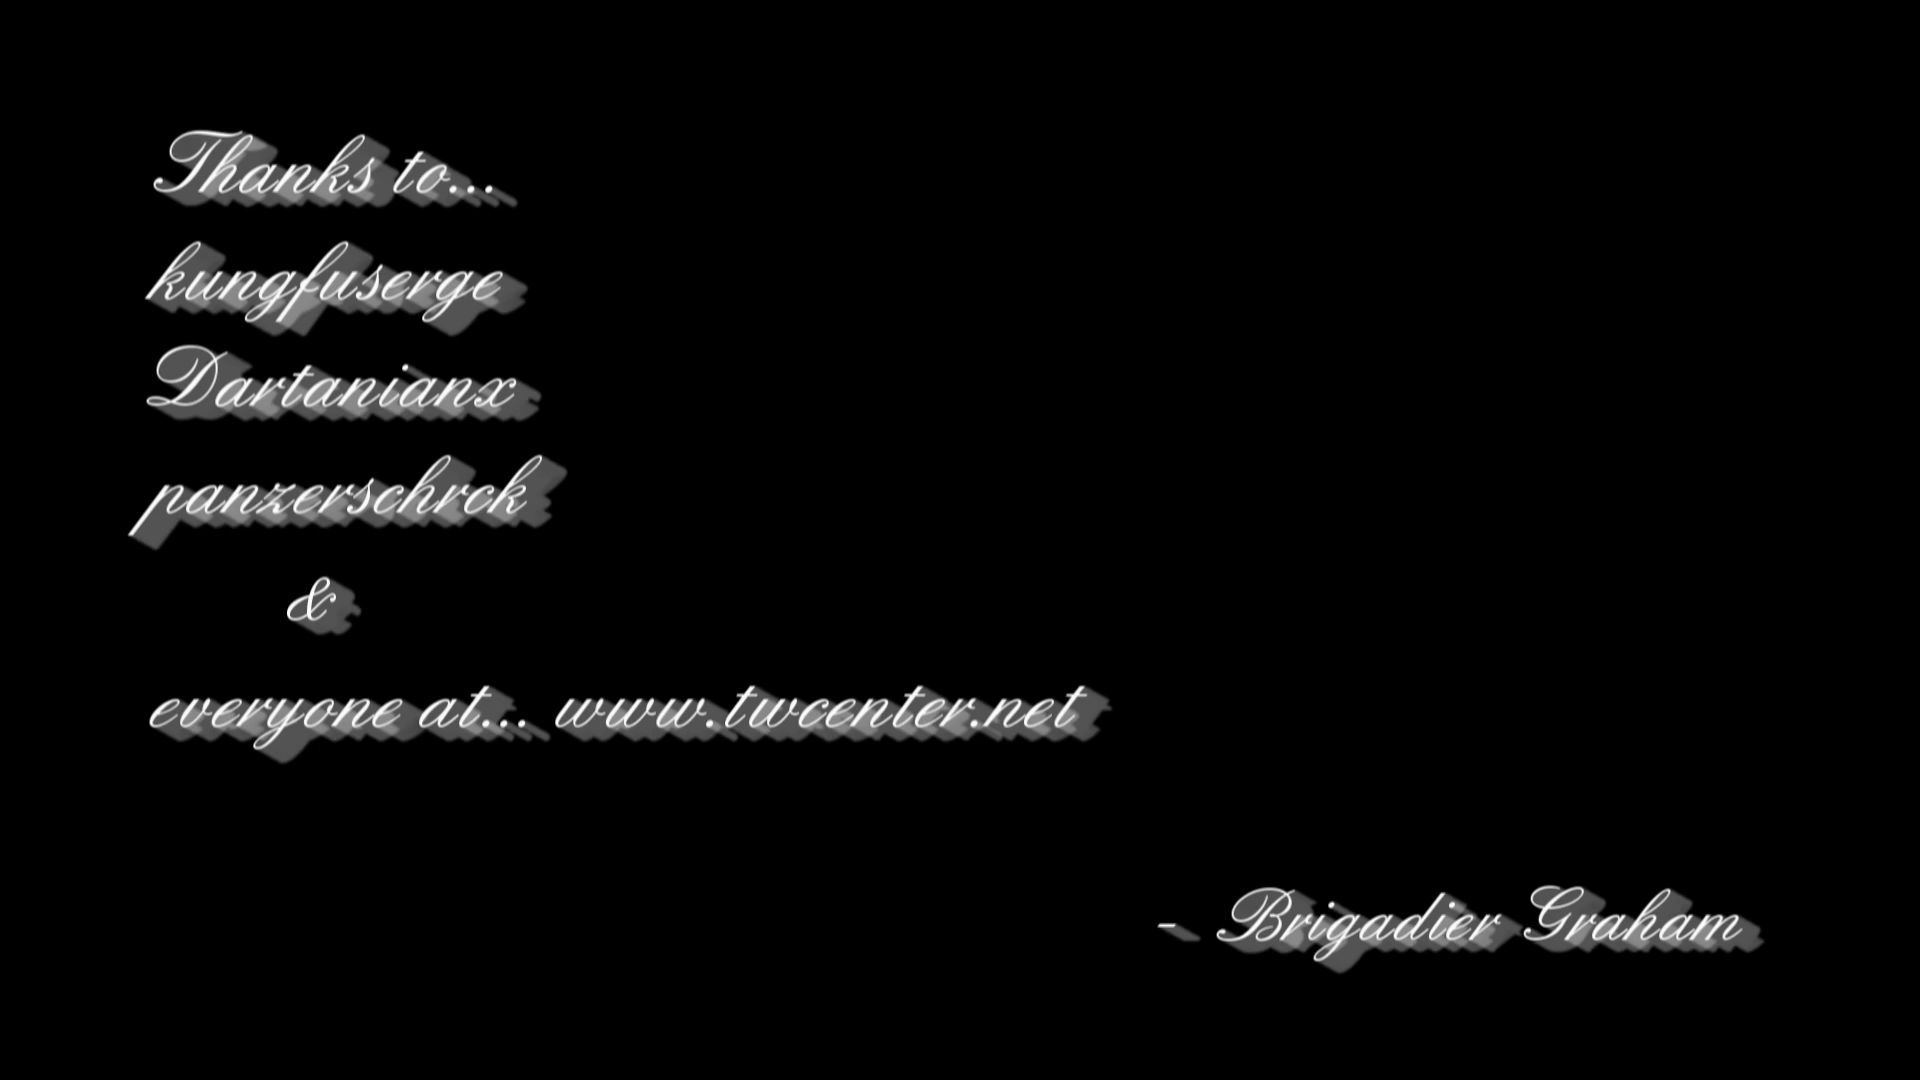 Thanks to...
kungfuserge
Dartanianx
panzerschrck
&
everyone at... www.twcenter.net
- Brigadier Graham